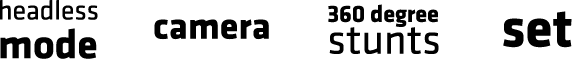 headless
mode
camera
360 degree
stunts
set